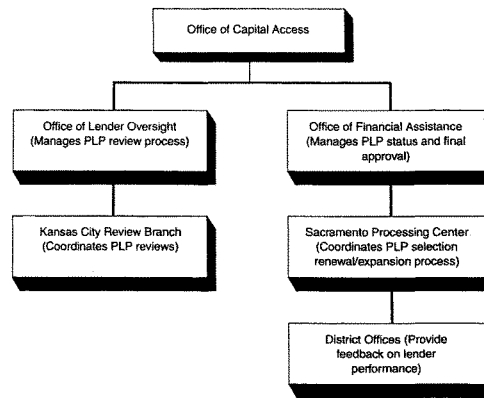 Office of Capital Access
Office of Lender Oversight
(Manages PLP review process)
Office of Financial Assistance
(Manages PLP status and final
approval)
Kansas City Review Branch
(Coordinates PLP reviews)
Sacramento Processing Center
(Coordinates PLP selection
renewal/expansion process)
District Offices (Provide
feedback on lender
performance)